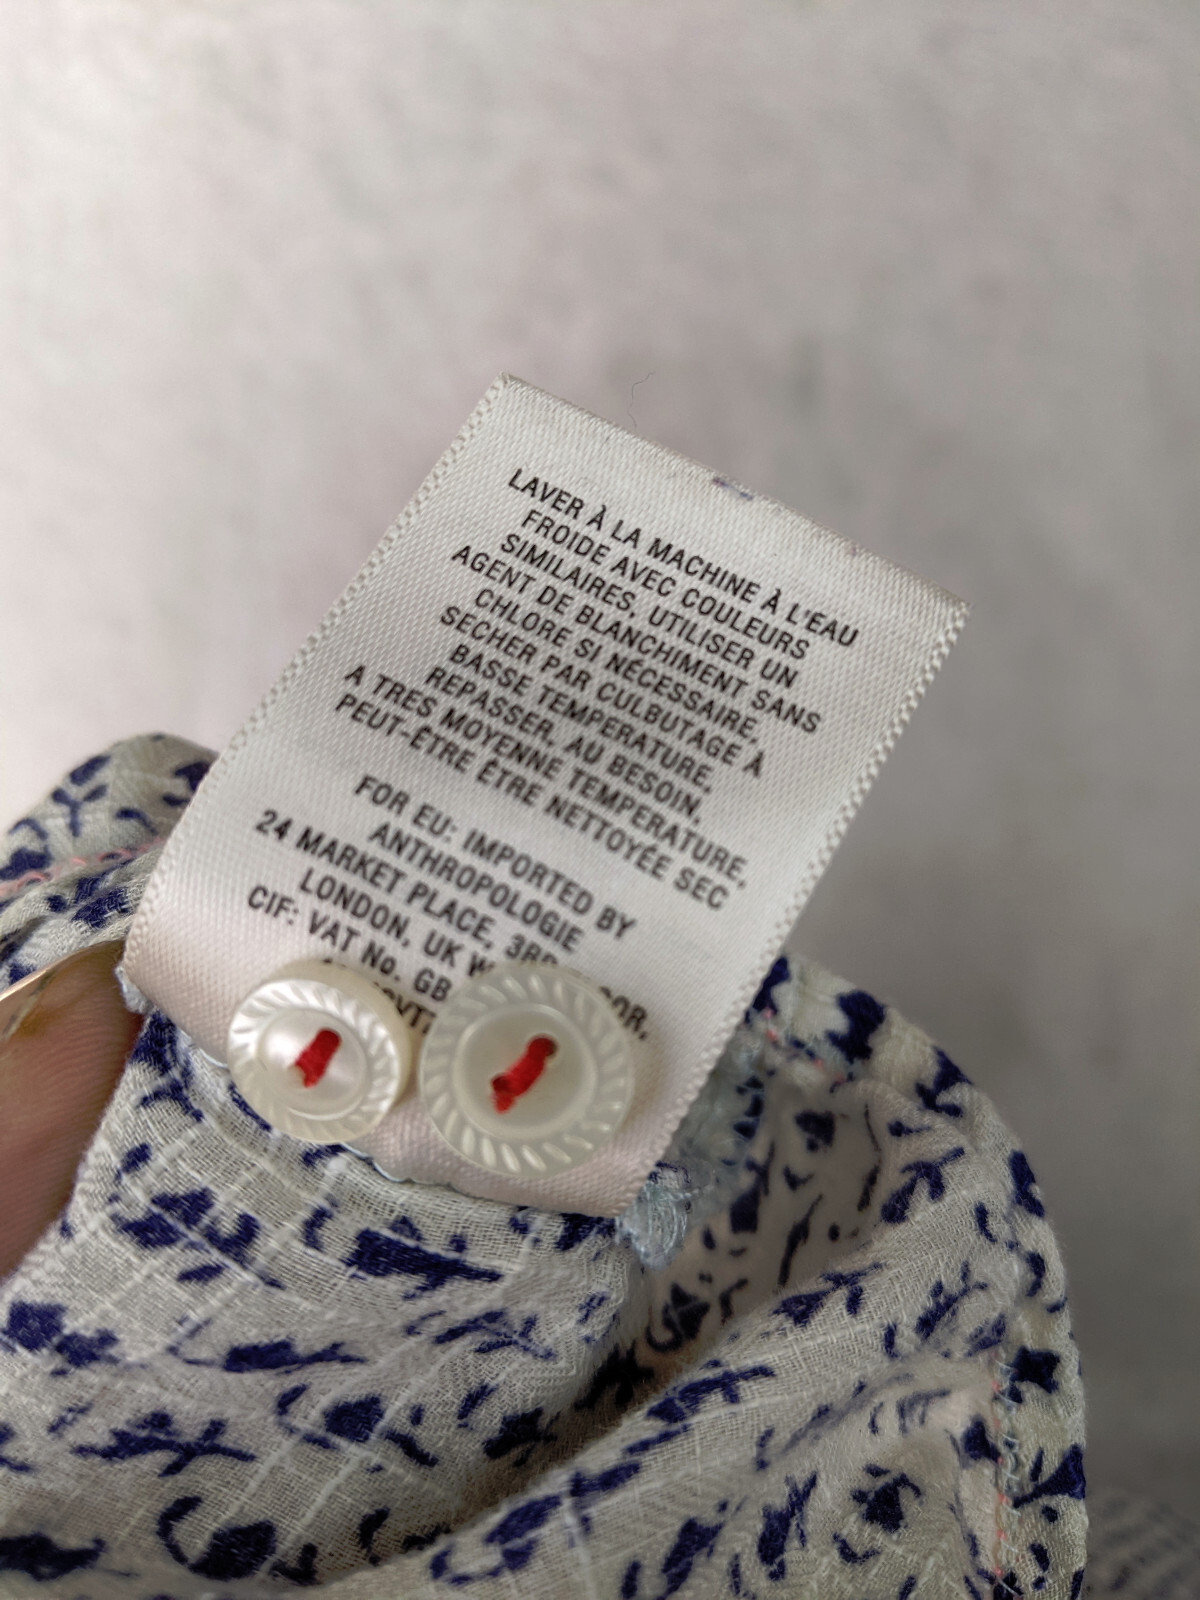 LAVER À LA MACHINE À L'EAU
FROIDE AVEC COULEURS
SIMILAIRES, UTILISER UN
AGENT DE BLANCHIMENT SANS
CHLORE SI NÉCESSAIRE,
SECHER PAR CULBUTAGE À
BASSE TEMPERATURE,
REPASSER, AU BESOIN,
A TRES MOYENNE TEMPERATURE,
PEUT-ÊTRE ÊTRE NETTOYÉE SEC
FOR EU: IMPORTED BY
ANTHROPOLOGIE
24 MARKET PLACE, 3RD
LONDON, UK
CIF: VAT No. GB